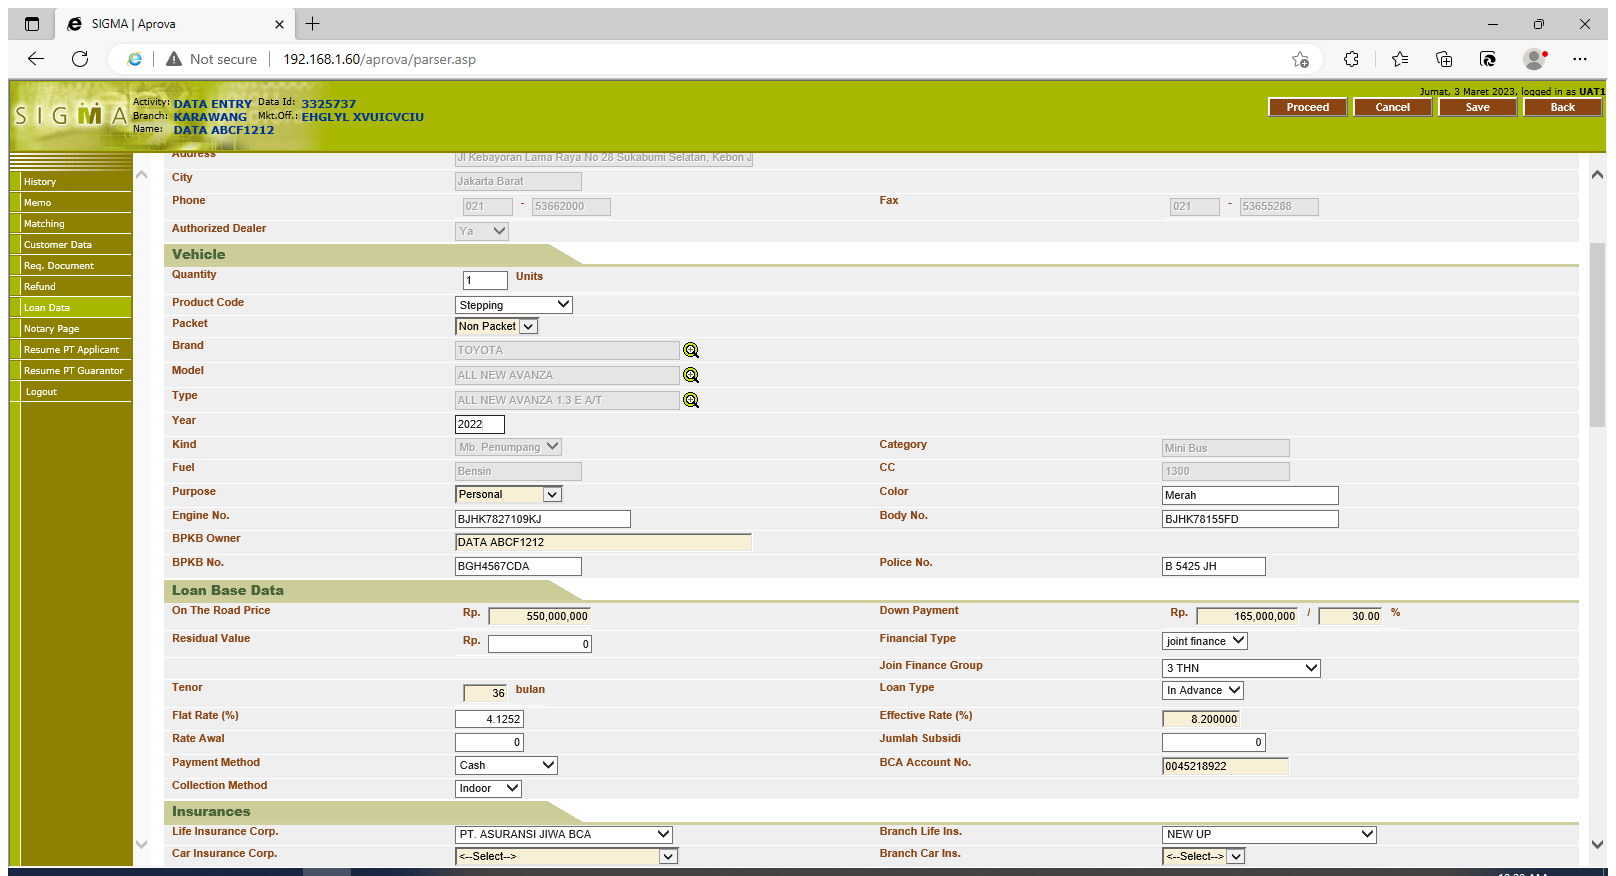 SIGMA | Aprova
Not secure
192.168.1.60/aprova/parser.asp
SIGMA
Activity: DATA ENTRY Data Id: 3325737
Branch: KARAWANG Mkt.Off.: EHGLYL XVUICVCIU
Name: DATA ABCF1212
Jumat, 3 Maret 2023, logged in as UAT1
Proceed Cancel Save Back
History
Memo
Matching
Customer Data
Req. Document
Refund
Loan Data
Notary Page
Resume PT Applicant
Resume PT Guarantor
Logout
Address Jl Kebayoran Lama Raya No 28 Sukabumi Selatan, Kebon J
City Jakarta Barat
Phone 021 - 53662000 Fax 021 - 53655288
Authorized Dealer Ya
Vehicle
Quantity 1 Units
Product Code Stepping
Packet Non Packet
Brand TOYOTA
Model ALL NEW AVANZA
Type ALL NEW AVANZA 1.3 E A/T
Year 2022
Kind Mb. Penumpang Category Mini Bus
Fuel Bensin CC 1300
Purpose Personal Color Merah
Engine No. BJHK7827109KJ Body No. BJHK78155FD
BPKB Owner DATA ABCF1212
BPKB No. BGH4567CDA Police No. B 5425 JH
Loan Base Data
On The Road Price Rp. 550,000,000 Down Payment Rp. 165,000,000 / 30.00 %
Residual Value Rp. 0 Financial Type joint finance
Join Finance Group 3 THN
Tenor 36 bulan Loan Type In Advance
Flat Rate (%) 4.1252 Effective Rate (%) 8.200000
Rate Awal 0 Jumlah Subsidi 0
Payment Method Cash BCA Account No. 0045218922
Collection Method Indoor
Insurances
Life Insurance Corp. PT. ASURANSI JIWA BCA Branch Life Ins. NEW UP
Car Insurance Corp. <--Select--> Branch Car Ins. <--Select-->